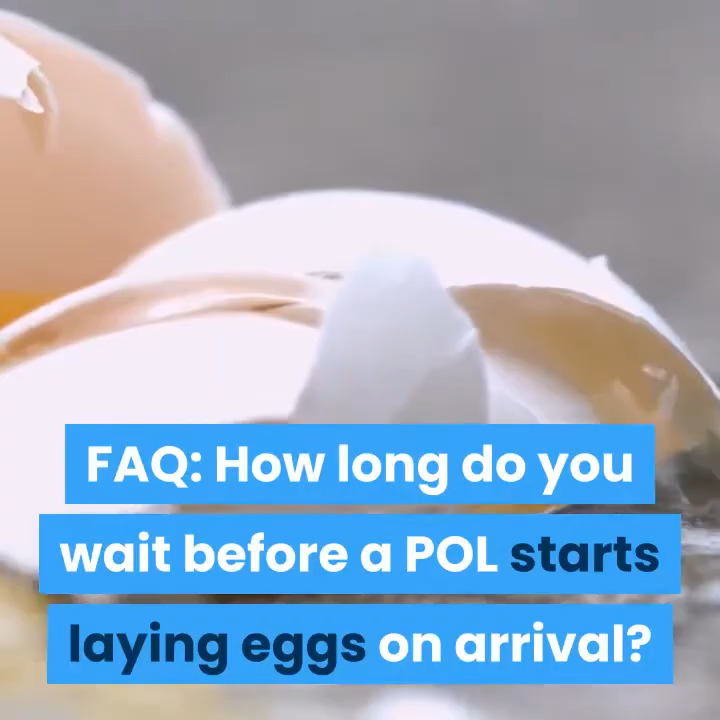 FAQ: How long do you
wait before a POL starts
laying eggs on arrival?